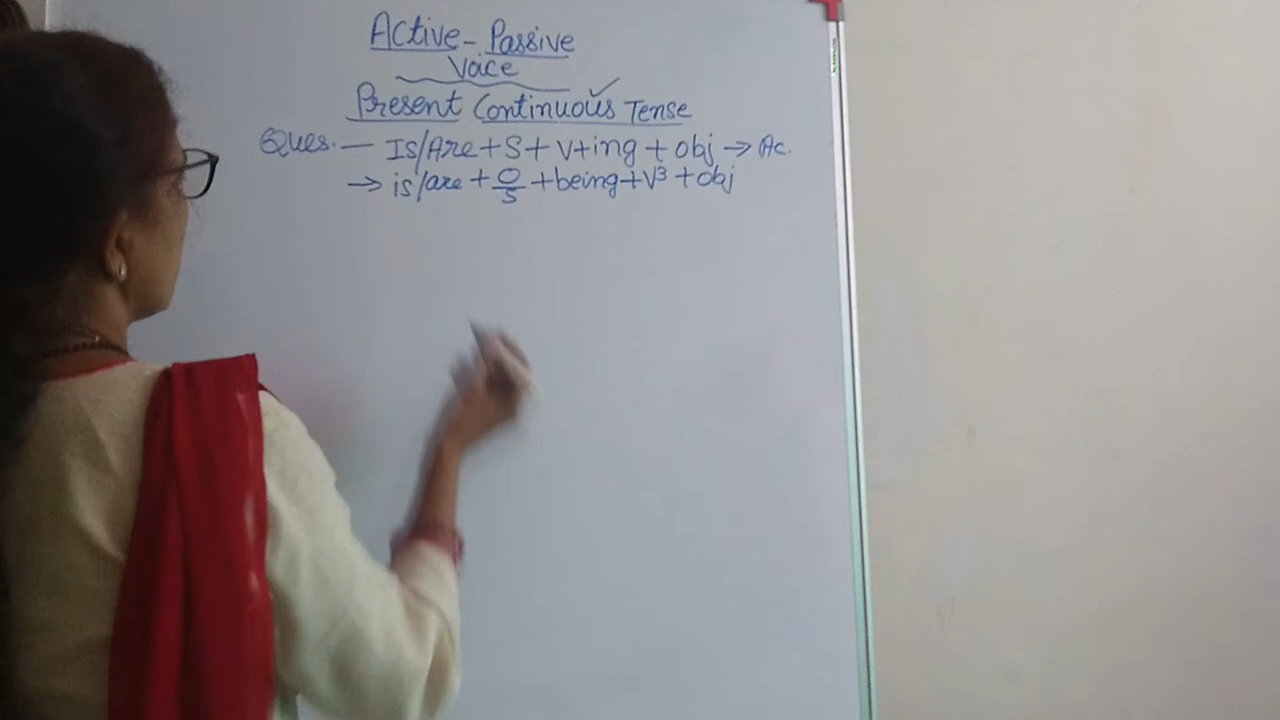 Active - Passive
Voice
Present Continuous Tense
Ques. — Is/Are + S + V+ing + obj → Ac.
→ is/are + O/S + being + V³ + obj